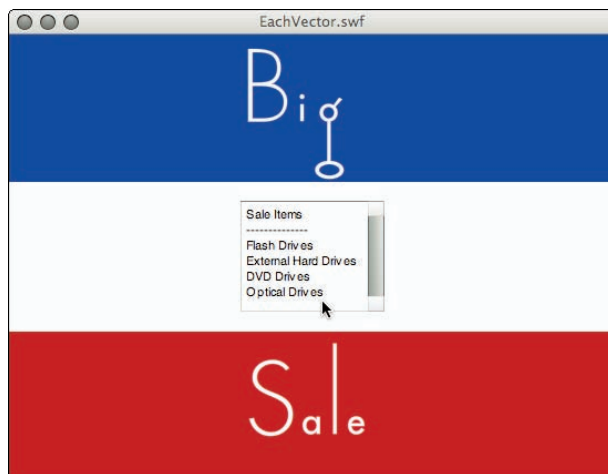 EachVector.swf
Big
Sale Items
--------------
Flash Drives
External Hard Drives
DVD Drives
Optical Drives
Sale